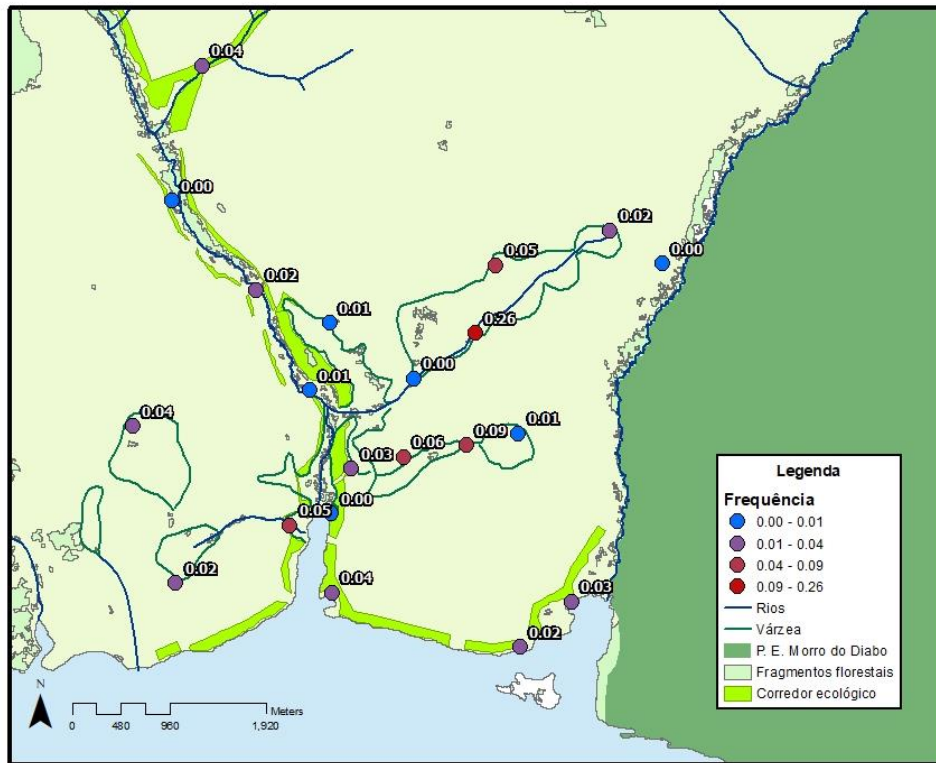 0.04
0.00
0.02
0.05
0.00
0.02
0.01
0.26
0.00
0.01
0.04
0.01
0.09
0.06
0.03
0.00
0.05
0.02
0.04
0.03
0.02
Legenda
Frequência
0.00 - 0.01
0.01 - 0.04
0.04 - 0.09
0.09 - 0.26
Rios
Várzea
P. E. Morro do Diabo
Fragmentos florestais
Corredor ecológico
N
Meters
0 480 960 1,920